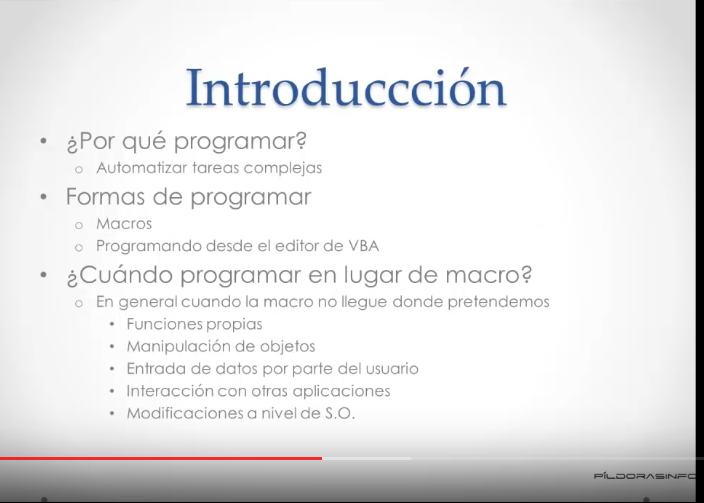 Introduccción
¿Por qué programar?
Automatizar tareas complejas
Formas de programar
Macros
Programando desde el editor de VBA
¿Cuándo programar en lugar de macro?
En general cuando la macro no llegue donde pretendemos
Funciones propias
Manipulación de objetos
Entrada de datos por parte del usuario
Interacción con otras aplicaciones
Modificaciones a nivel de S.O.
PÍLDORASINFO